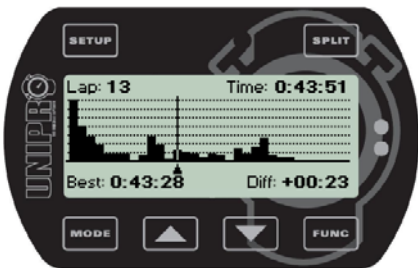 SETUP
SPLIT
Lap: 13
Time: 0:43:51
UNIPRO
Best: 0:43:28
Diff: +00:23
MODE
FUNC